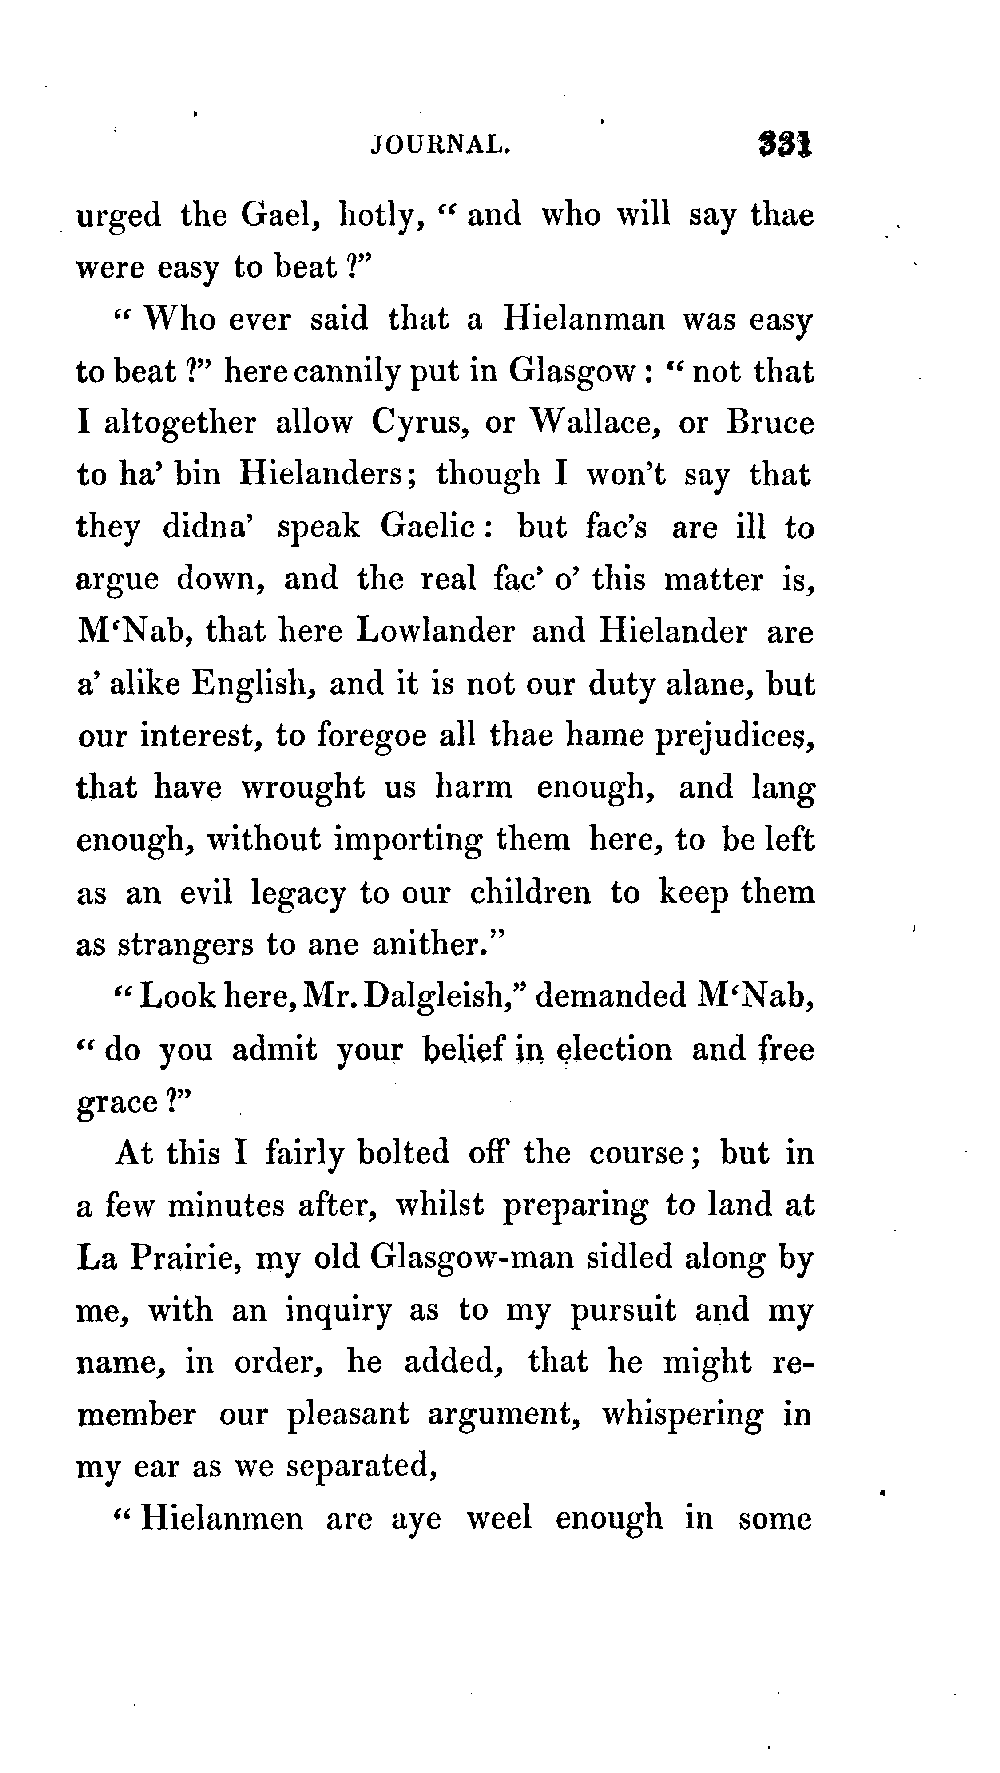 JOURNAL. 331
urged the Gael, hotly, “ and who will say thae
were easy to beat ?”
“ Who ever said that a Hielanman was easy
to beat ?” here cannily put in Glasgow : “ not that
I altogether allow Cyrus, or Wallace, or Bruce
to ha’ bin Hielanders; though I won’t say that
they didna’ speak Gaelic : but fac’s are ill to
argue down, and the real fac’ o’ this matter is,
M‘Nab, that here Lowlander and Hielander are
a’ alike English, and it is not our duty alane, but
our interest, to foregoe all thae hame prejudices,
that have wrought us harm enough, and lang
enough, without importing them here, to be left
as an evil legacy to our children to keep them
as strangers to ane anither.”
“ Look here, Mr. Dalgleish,” demanded M‘Nab,
“ do you admit your belief in election and free
grace ?”
At this I fairly bolted off the course ; but in
a few minutes after, whilst preparing to land at
La Prairie, my old Glasgow-man sidled along by
me, with an inquiry as to my pursuit and my
name, in order, he added, that he might re-
member our pleasant argument, whispering in
my ear as we separated,
“ Hielanmen are aye weel enough in some